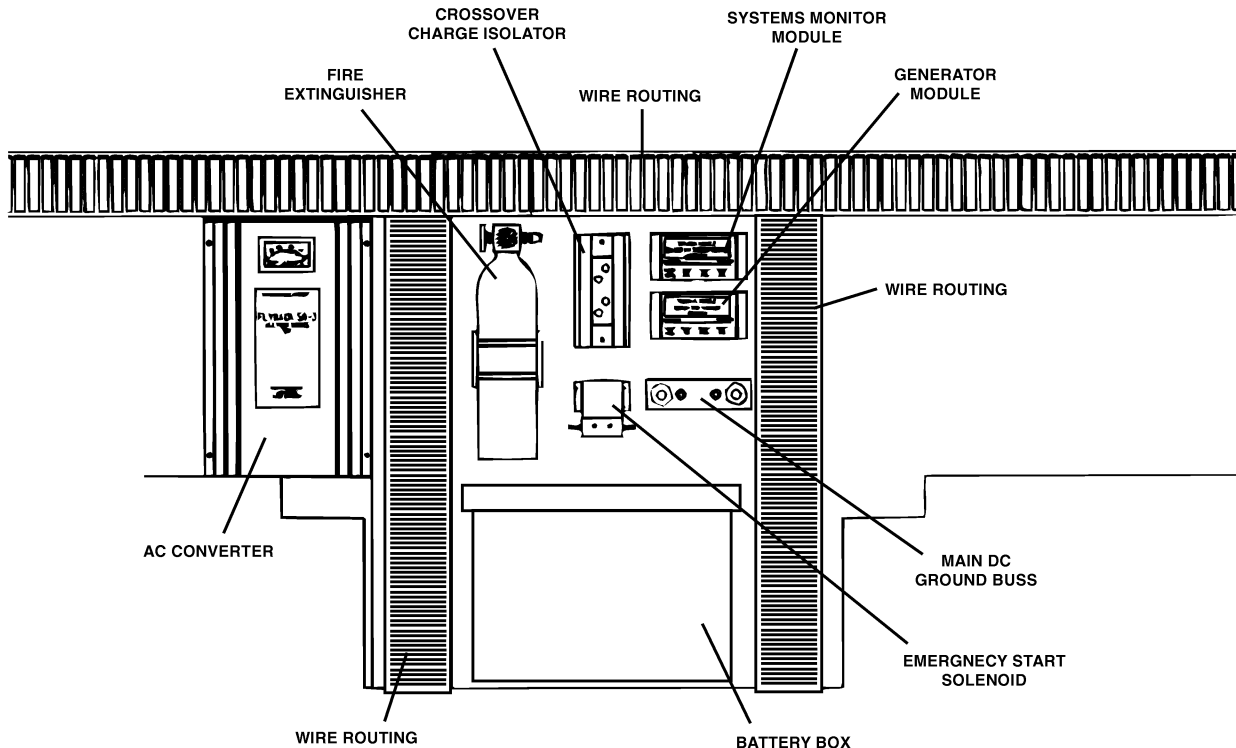 CROSSOVER
CHARGE ISOLATOR
SYSTEMS MONITOR
MODULE
FIRE
EXTINGUISHER
WIRE ROUTING
GENERATOR
MODULE
WIRE ROUTING
AC CONVERTER
MAIN DC
GROUND BUSS
EMERGNECY START
SOLENOID
WIRE ROUTING
BATTERY BOX